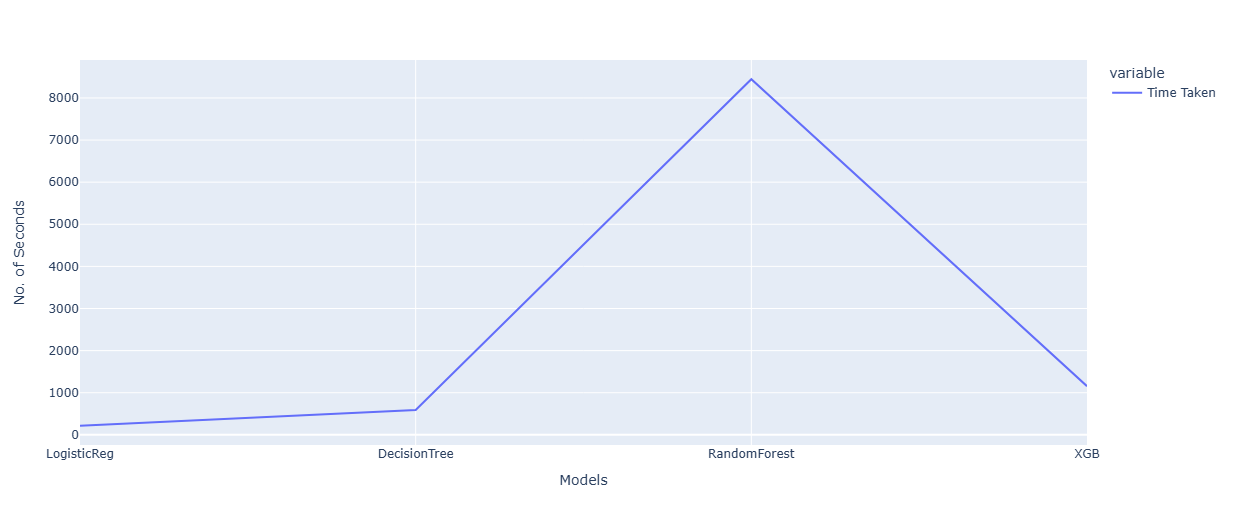 variable
Time Taken
8000
7000
6000
5000
4000
3000
2000
1000
0
No. of Seconds
LogisticReg DecisionTree RandomForest XGB
Models